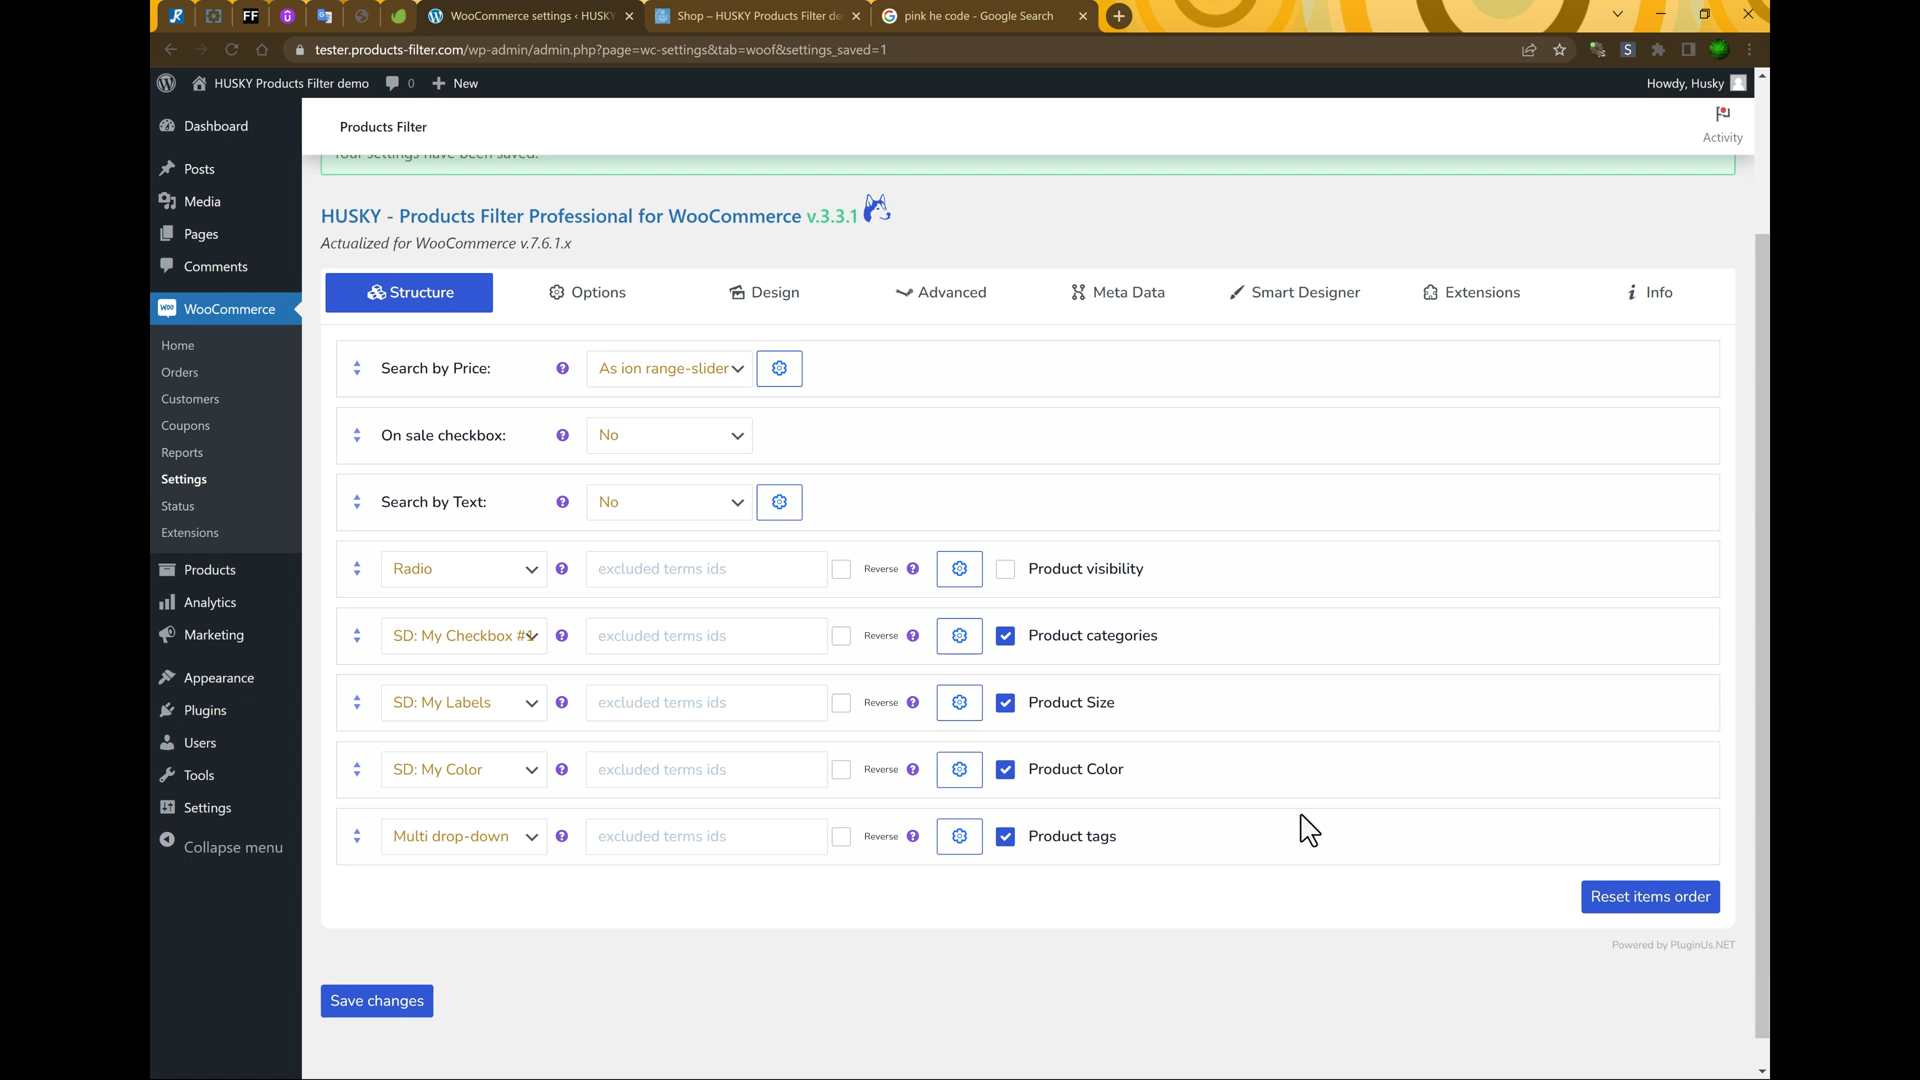 FF
WooCommerce settings ‹ HUSKY
Shop – HUSKY Products Filter de
pink he code - Google Search
tester.products-filter.com/wp-admin/admin.php?page=wc-settings&tab=woof&settings_saved=1
S
HUSKY Products Filter demo
0
New
Howdy, Husky
Dashboard
Posts
Media
Pages
Comments
WooCommerce
Home
Orders
Customers
Coupons
Reports
Settings
Status
Extensions
Products
Analytics
Marketing
Appearance
Plugins
Users
Tools
Settings
Collapse menu
Products Filter
Activity
Your settings have been saved.
HUSKY - Products Filter Professional for WooCommerce v.3.3.1
Actualized for WooCommerce v.7.6.1.x
Structure
Options
Design
Advanced
Meta Data
Smart Designer
Extensions
Info
Search by Price: ? As ion range-slider
On sale checkbox: ? No
Search by Text: ? No
Radio ? excluded terms ids Reverse ? Product visibility
SD: My Checkbox #1 ? excluded terms ids Reverse ? Product categories
SD: My Labels ? excluded terms ids Reverse ? Product Size
SD: My Color ? excluded terms ids Reverse ? Product Color
Multi drop-down ? excluded terms ids Reverse ? Product tags
Reset items order
Powered by PluginUs.NET
Save changes